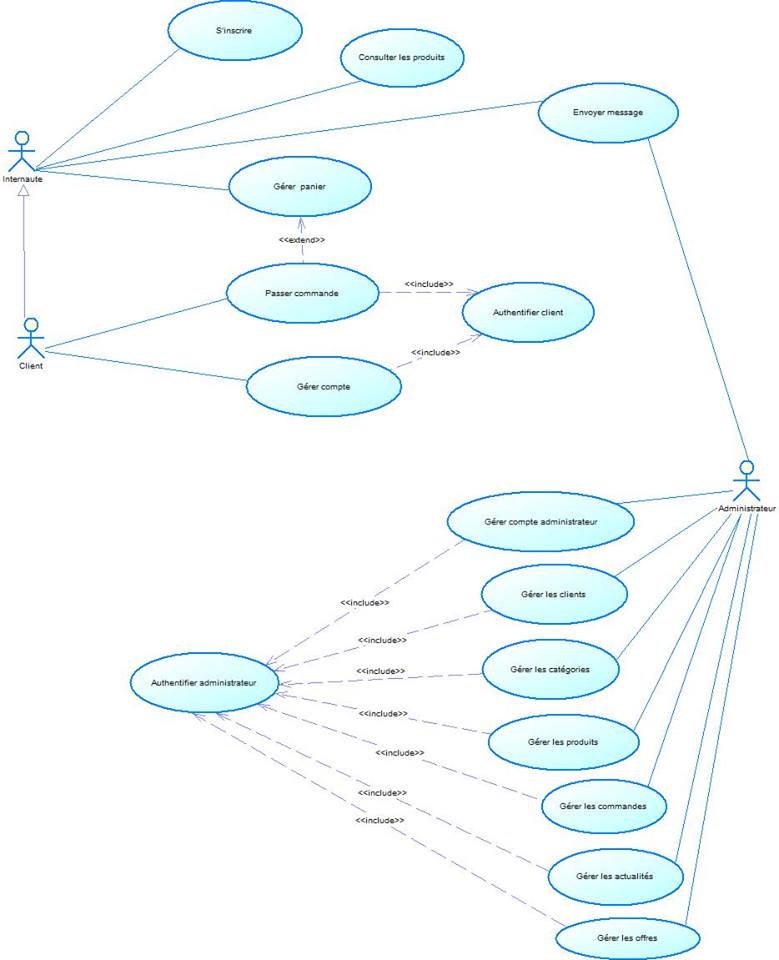 S'inscrire
Consulter les produits
Envoyer message
Internaute
Gérer panier
<<extend>>
Passer commande
<<include>>
Authentifier client
<<include>>
Client
Gérer compte
Administrateur
Gérer compte administrateur
Gérer les clients
<<include>>
<<include>>
Gérer les catégories
<<include>>
Authentifier administrateur
<<include>>
Gérer les produits
<<include>>
<<include>>
Gérer les commandes
<<include>>
Gérer les actualités
Gérer les offres